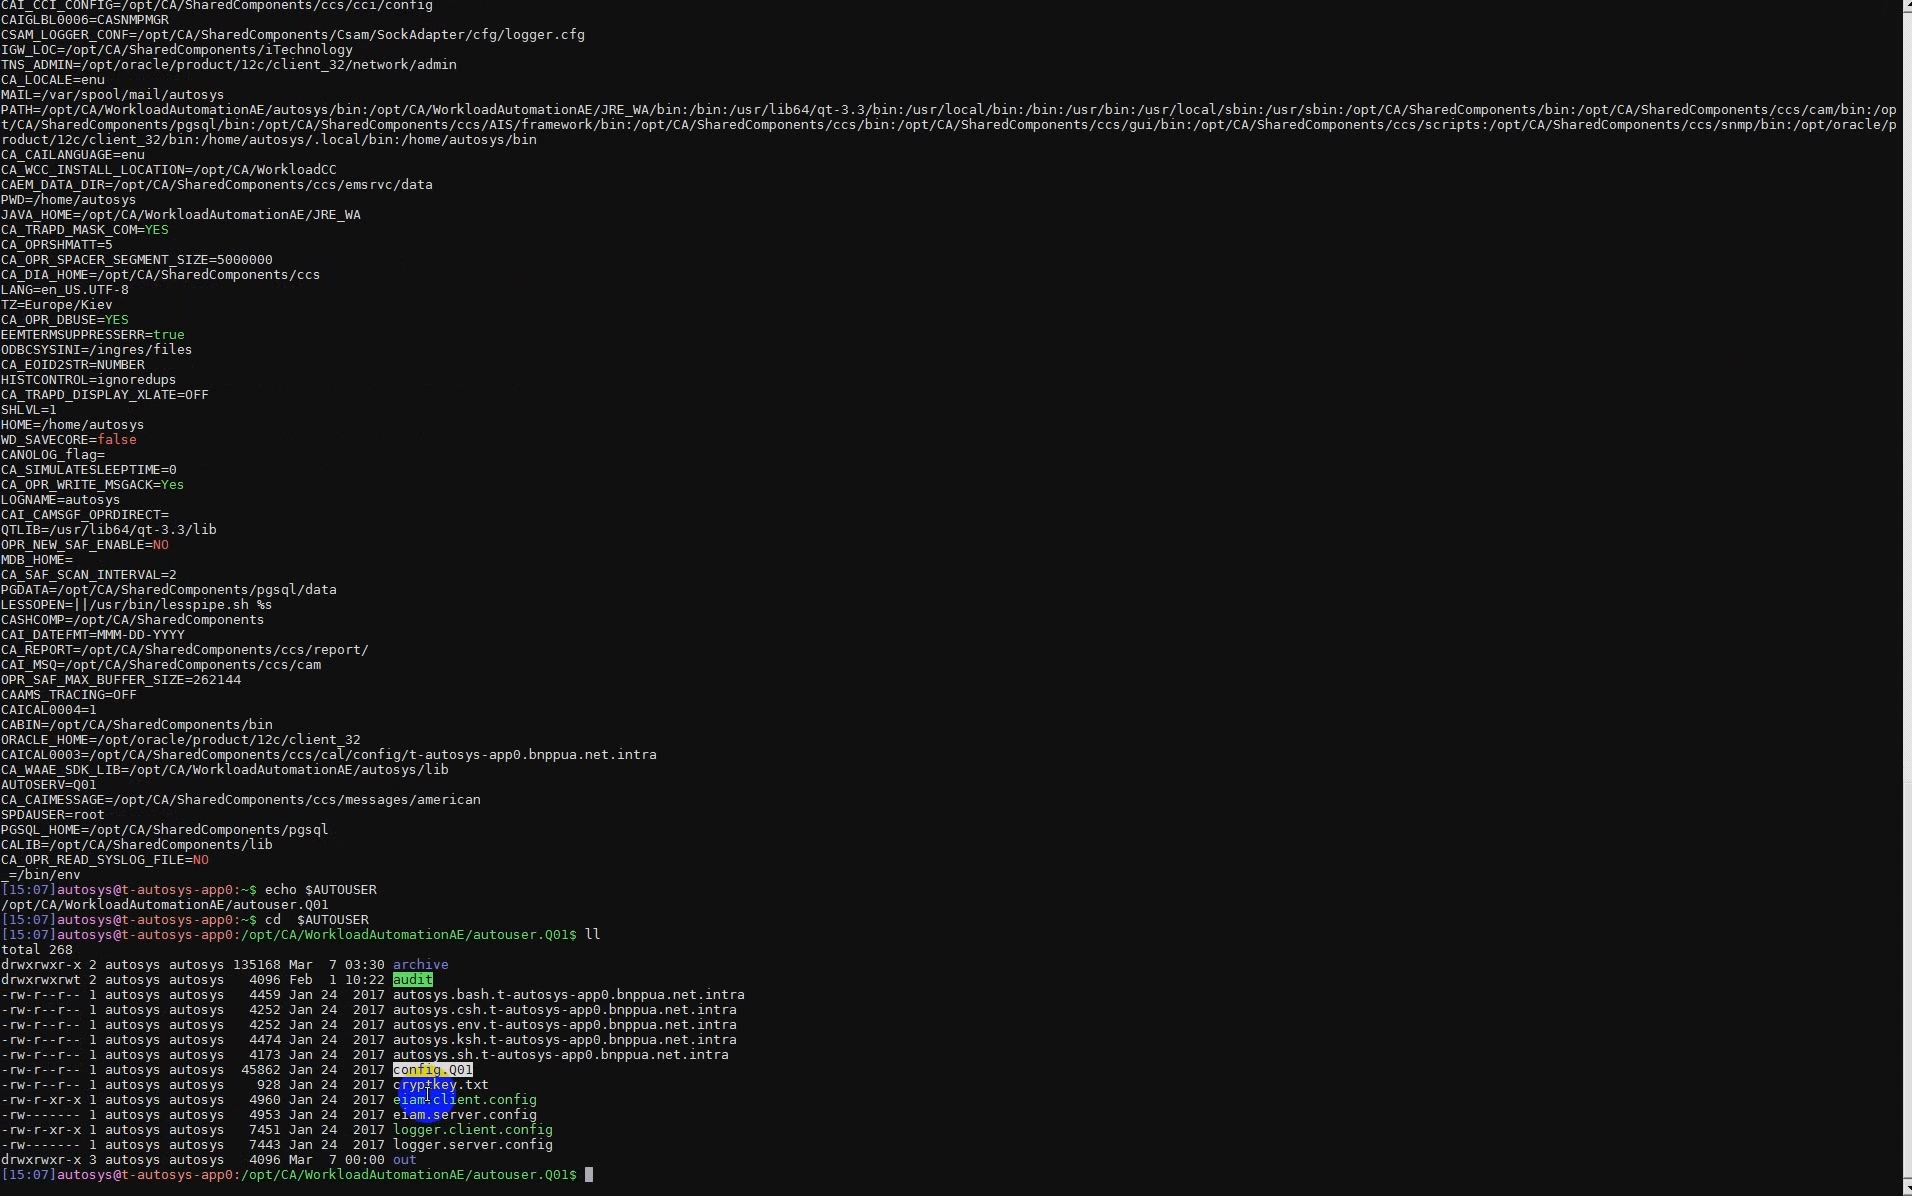 CAI_CCI_CONFIG=/opt/CA/SharedComponents/ccs/cci/config
CAIGLBL0006=CASNMPMGR
CSAM_LOGGER_CONF=/opt/CA/SharedComponents/Csam/SockAdapter/cfg/logger.cfg
IGW_LOC=/opt/CA/SharedComponents/iTechnology
TNS_ADMIN=/opt/oracle/product/12c/client_32/network/admin
CA_LOCALE=enu
MAIL=/var/spool/mail/autosys
PATH=/opt/CA/WorkloadAutomationAE/autosys/bin:/opt/CA/WorkloadAutomationAE/JRE_WA/bin:/bin:/usr/lib64/qt-3.3/bin:/usr/local/bin:/bin:/usr/bin:/usr/local/sbin:/usr/sbin:/opt/CA/SharedComponents/bin:/opt/CA/SharedComponents/ccs/cam/bin:/op
t/CA/SharedComponents/pgsql/bin:/opt/CA/SharedComponents/ccs/AIS/framework/bin:/opt/CA/SharedComponents/ccs/bin:/opt/CA/SharedComponents/ccs/gui/bin:/opt/CA/SharedComponents/ccs/scripts:/opt/CA/SharedComponents/ccs/snmp/bin:/opt/oracle/p
roduct/12c/client_32/bin:/home/autosys/.local/bin:/home/autosys/bin
CA_CAILANGUAGE=enu
CA_WCC_INSTALL_LOCATION=/opt/CA/WorkloadCC
CAEM_DATA_DIR=/opt/CA/SharedComponents/ccs/emsrvc/data
PWD=/home/autosys
JAVA_HOME=/opt/CA/WorkloadAutomationAE/JRE_WA
CA_TRAPD_MASK_COM=YES
CA_OPRSHMATT=5
CA_OPR_SPACER_SEGMENT_SIZE=5000000
CA_DIA_HOME=/opt/CA/SharedComponents/ccs
LANG=en_US.UTF-8
TZ=Europe/Kiev
CA_OPR_DBUSE=YES
EEMTERMSUPPRESSERR=true
ODBCSYSINI=/ingres/files
CA_EOID2STR=NUMBER
HISTCONTROL=ignoredups
CA_TRAPD_DISPLAY_XLATE=OFF
SHLVL=1
HOME=/home/autosys
WD_SAVECORE=false
CANOLOG_flag=
CA_SIMULATESLEEPTIME=0
CA_OPR_WRITE_MSGACK=Yes
LOGNAME=autosys
CAI_CAMSGF_OPRDIRECT=
QTLIB=/usr/lib64/qt-3.3/lib
OPR_NEW_SAF_ENABLE=NO
MDB_HOME=
CA_SAF_SCAN_INTERVAL=2
PGDATA=/opt/CA/SharedComponents/pgsql/data
LESSOPEN=||/usr/bin/lesspipe.sh %s
CASHCOMP=/opt/CA/SharedComponents
CAI_DATEFMT=MMM-DD-YYYY
CA_REPORT=/opt/CA/SharedComponents/ccs/report/
CAI_MSQ=/opt/CA/SharedComponents/ccs/cam
OPR_SAF_MAX_BUFFER_SIZE=262144
CAAMS_TRACING=OFF
CAICAL0004=1
CABIN=/opt/CA/SharedComponents/bin
ORACLE_HOME=/opt/oracle/product/12c/client_32
CAICAL0003=/opt/CA/SharedComponents/ccs/cal/config/t-autosys-app0.bnppua.net.intra
CA_WAAE_SDK_LIB=/opt/CA/WorkloadAutomationAE/autosys/lib
AUTOSERV=Q01
CA_CAIMESSAGE=/opt/CA/SharedComponents/ccs/messages/american
SPDAUSER=root
PGSQL_HOME=/opt/CA/SharedComponents/pgsql
CALIB=/opt/CA/SharedComponents/lib
CA_OPR_READ_SYSLOG_FILE=NO
_=/bin/env
[15:07]autosys@t-autosys-app0:~$ echo $AUTOUSER
/opt/CA/WorkloadAutomationAE/autouser.Q01
[15:07]autosys@t-autosys-app0:~$ cd  $AUTOUSER
[15:07]autosys@t-autosys-app0:/opt/CA/WorkloadAutomationAE/autouser.Q01$ ll
total 268
drwxrwxr-x 2 autosys autosys 135168 Mar  7 03:30 archive
drwxrwxrwt 2 autosys autosys   4096 Feb  1 10:22 audit
-rw-r--r-- 1 autosys autosys   4459 Jan 24  2017 autosys.bash.t-autosys-app0.bnppua.net.intra
-rw-r--r-- 1 autosys autosys   4252 Jan 24  2017 autosys.csh.t-autosys-app0.bnppua.net.intra
-rw-r--r-- 1 autosys autosys   4252 Jan 24  2017 autosys.env.t-autosys-app0.bnppua.net.intra
-rw-r--r-- 1 autosys autosys   4474 Jan 24  2017 autosys.ksh.t-autosys-app0.bnppua.net.intra
-rw-r--r-- 1 autosys autosys   4173 Jan 24  2017 autosys.sh.t-autosys-app0.bnppua.net.intra
-rw-r--r-- 1 autosys autosys  45862 Jan 24  2017 config.Q01
-rw-r--r-- 1 autosys autosys    928 Jan 24  2017 cryptkey.txt
-rw-r-xr-x 1 autosys autosys   4960 Jan 24  2017 eiam.client.config
-rw------- 1 autosys autosys   4953 Jan 24  2017 eiam.server.config
-rw-r-xr-x 1 autosys autosys   7451 Jan 24  2017 logger.client.config
-rw------- 1 autosys autosys   7443 Jan 24  2017 logger.server.config
drwxrwxr-x 3 autosys autosys   4096 Mar  7 00:00 out
[15:07]autosys@t-autosys-app0:/opt/CA/WorkloadAutomationAE/autouser.Q01$